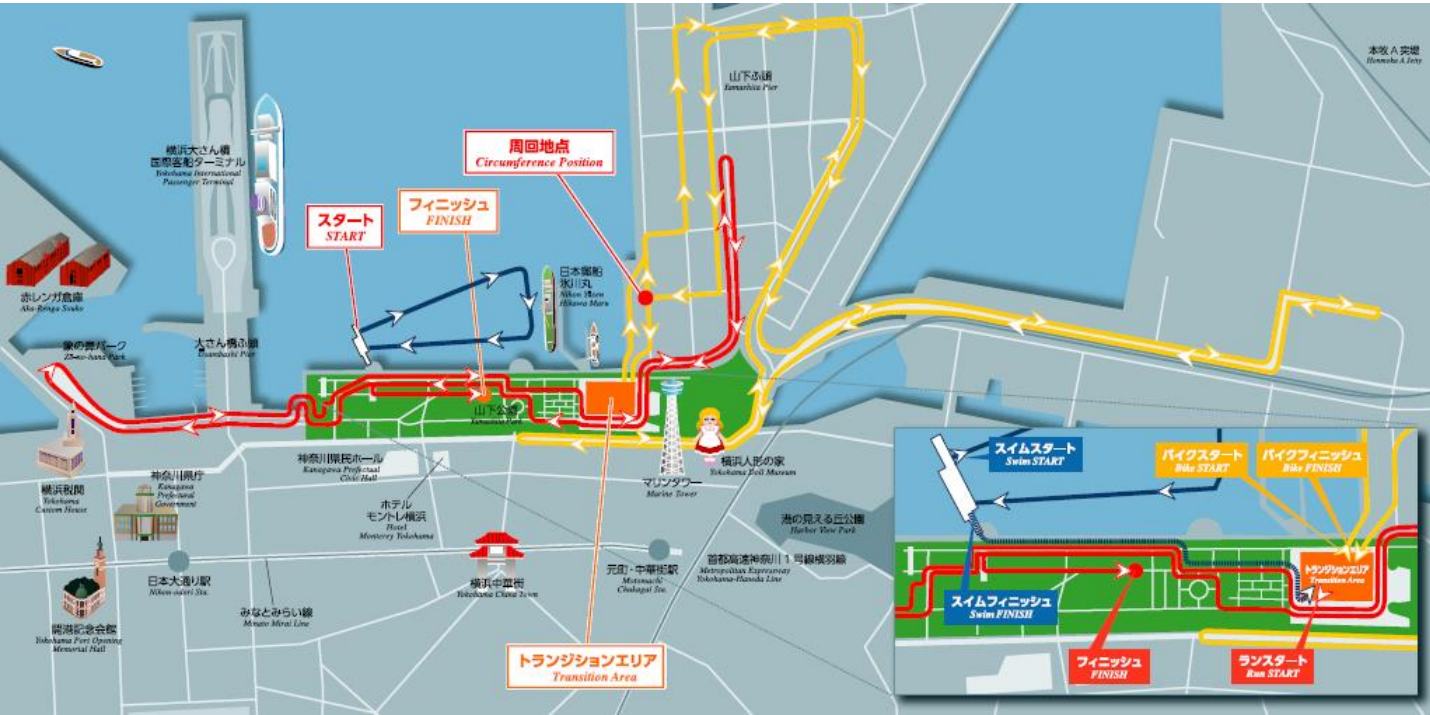 本牧A突堤
Honmoku A Jetty
山下ふ頭
Yamashita Pier
横浜大さん橋
国際客船ターミナル
Yokohama International
Passenger Terminal
周回地点
Circumference Position
フィニッシュ
FINISH
スタート
START
日本郵船
氷川丸
Nihon Yusen
Hikawa Maru
赤レンガ倉庫
Aka-Renga Souko
象の鼻パーク
Zo-no-hana Park
大さん橋ふ頭
Osambashi Pier
山下公園
Yamashita Park
神奈川県民ホール
Kanagawa Prefectual
Civic Hall
横浜人形の家
Yokohama Doll Museum
マリンタワー
Marine Tower
横浜税関
Yokohama
Custom House
神奈川県庁
Kanagawa
Prefectural
Government
ホテル
モントレ横浜
Hotel
Monterey Yokohama
港の見える丘公園
Harbor View Park
日本大通り駅
Nihon-odori Sta.
みなとみらい線
Minato Mirai Line
横浜中華街
Yokohama China Town
元町・中華街駅
Motomachi
Chukagai Sta.
首都高速神奈川1号線横羽線
Metropolitan Expressway
Yokohama-Haneda Line
開港記念会館
Yokohama Port Opening
Memorial Hall
トランジションエリア
Transition Area
スイムスタート
Swim START
バイクスタート
Bike START
バイクフィニッシュ
Bike FINISH
トランジションエリア
Transition Area
スイムフィニッシュ
Swim FINISH
フィニッシュ
FINISH
ランスタート
Run START